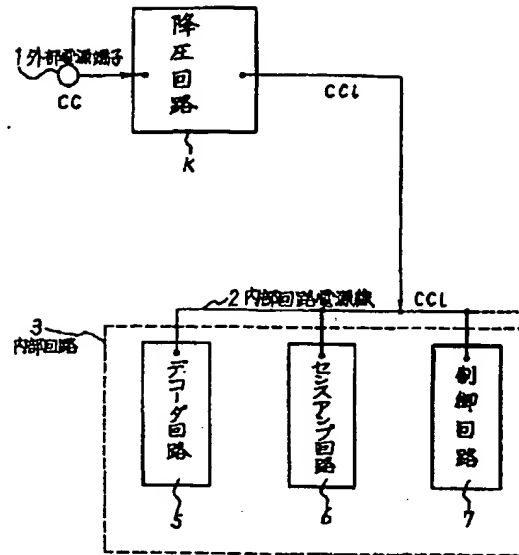 降圧回路
1 外部電源端子
CC
CCi
K
2 内部回路電源線
CCi
3
内部回路
デコーダ回路
センスアンプ回路
制御回路
5
6
7